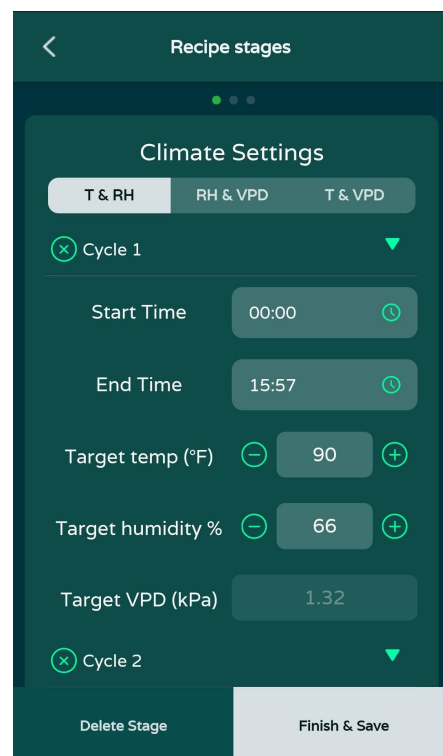 Recipe stages
Climate Settings
T & RH RH & VPD T & VPD
Cycle 1
Start Time 00:00
End Time 15:57
Target temp (°F) 90
Target humidity % 66
Target VPD (kPa) 1.32
Cycle 2
Delete Stage Finish & Save